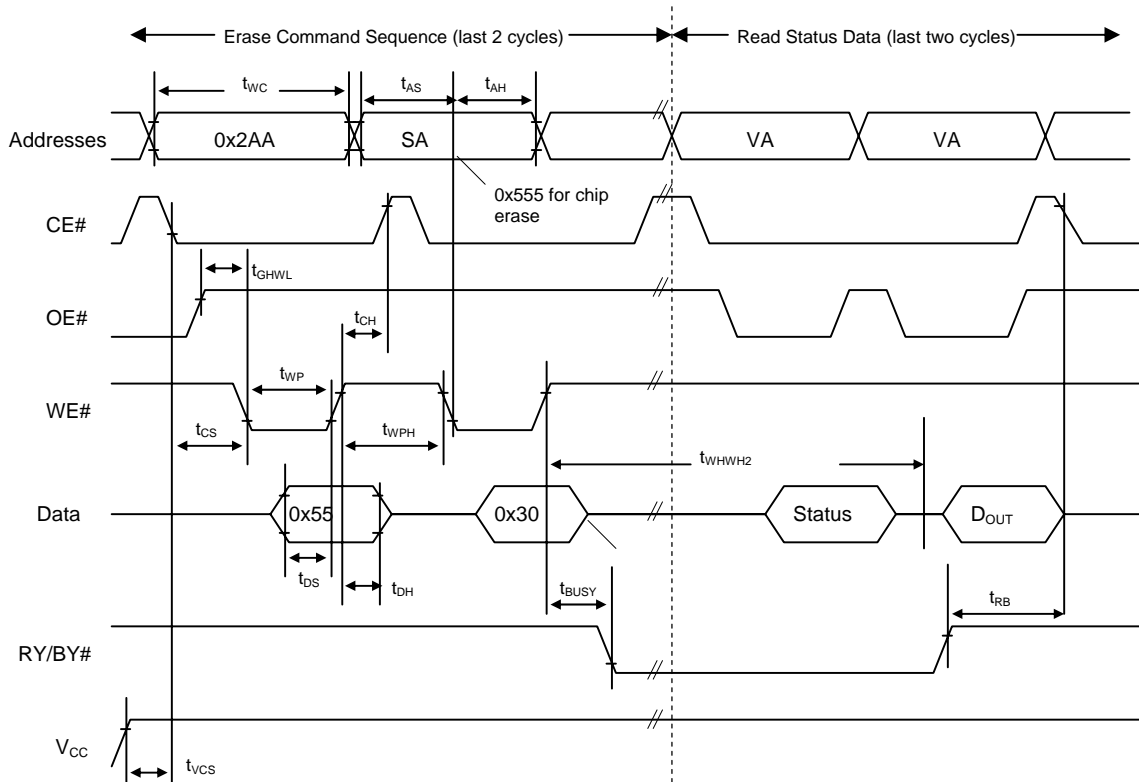 Erase Command Sequence (last 2 cycles)
Read Status Data (last two cycles)
tWC
tAS
tAH
Addresses
0x2AA
SA
VA
VA
0x555 for chip
erase
CE#
tGHWL
OE#
tCH
tWP
WE#
tCS
tWPH
tWHWH2
Data
0x55
0x30
Status
DOUT
tDS
tDH
tBUSY
tRB
RY/BY#
VCC
tVCS